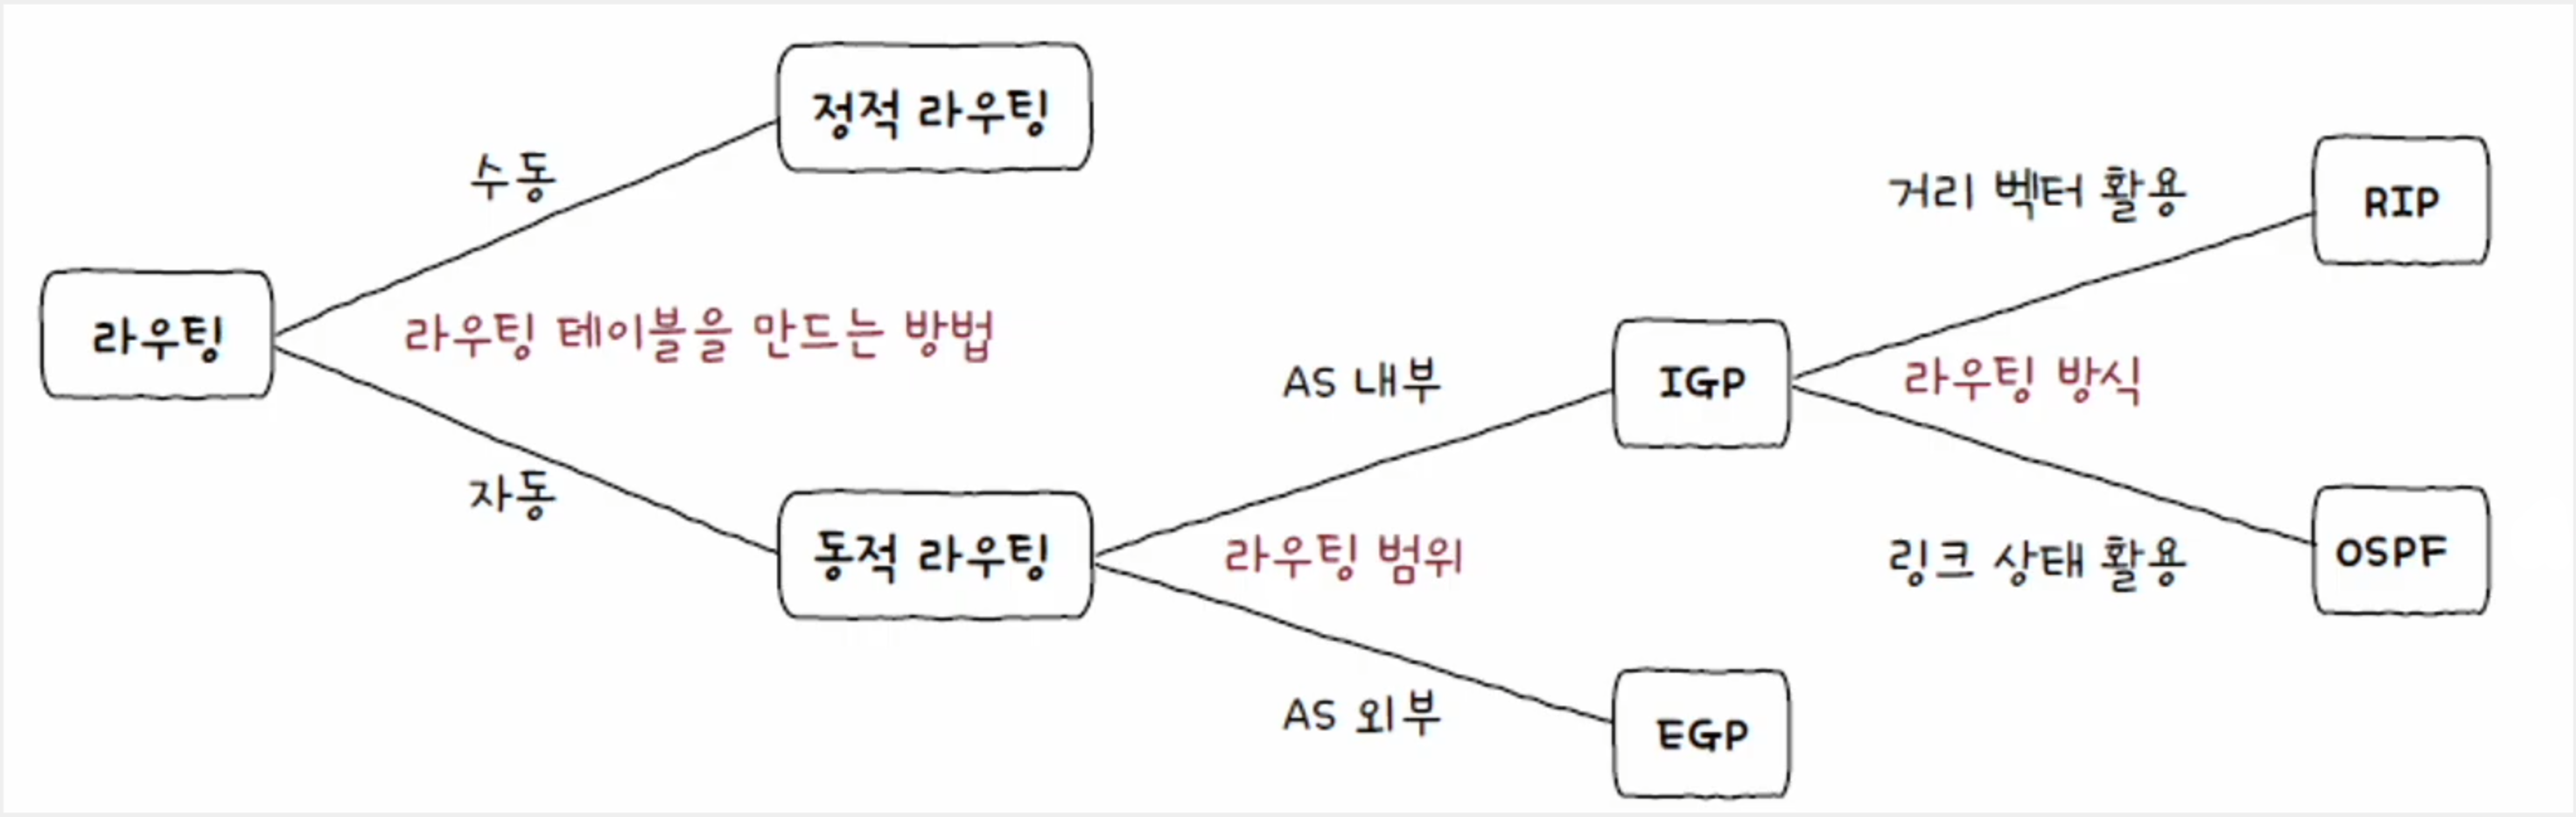 라우팅
수동
라우팅 테이블을 만드는 방법
자동
정적 라우팅
동적 라우팅
AS 내부
라우팅 범위
AS 외부
IGP
EGP
거리 벡터 활용
라우팅 방식
링크 상태 활용
RIP
OSPF